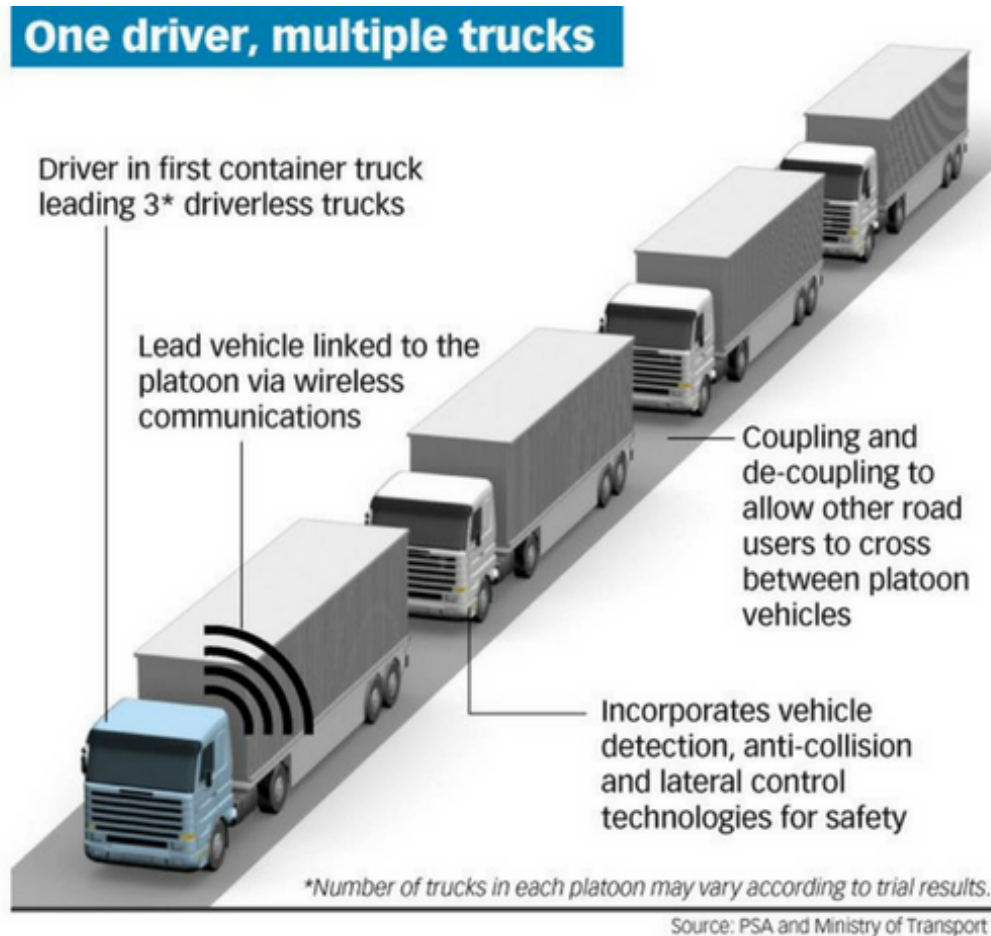 One driver, multiple trucks
Driver in first container truck
leading 3* driverless trucks
Lead vehicle linked to the
platoon via wireless
communications
Coupling and
de-coupling to
allow other road
users to cross
between platoon
vehicles
Incorporates vehicle
detection, anti-collision
and lateral control
technologies for safety
*Number of trucks in each platoon may vary according to trial results.
Source: PSA and Ministry of Transport